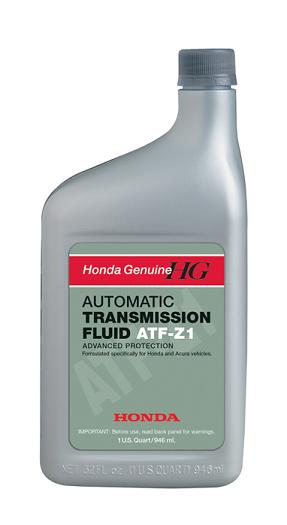 Honda Genuine HG
AUTOMATIC
TRANSMISSION
FLUID ATF-Z1
ADVANCED PROTECTION
Formulated specifically for Honda and Acura vehicles.
ATF-Z1
HONDA
IMPORTANT: Before use, read back panel for warnings.
1 U.S. Quart/946 ml.
NET 32 FL oz (1 U.S. QUART) 946 ml